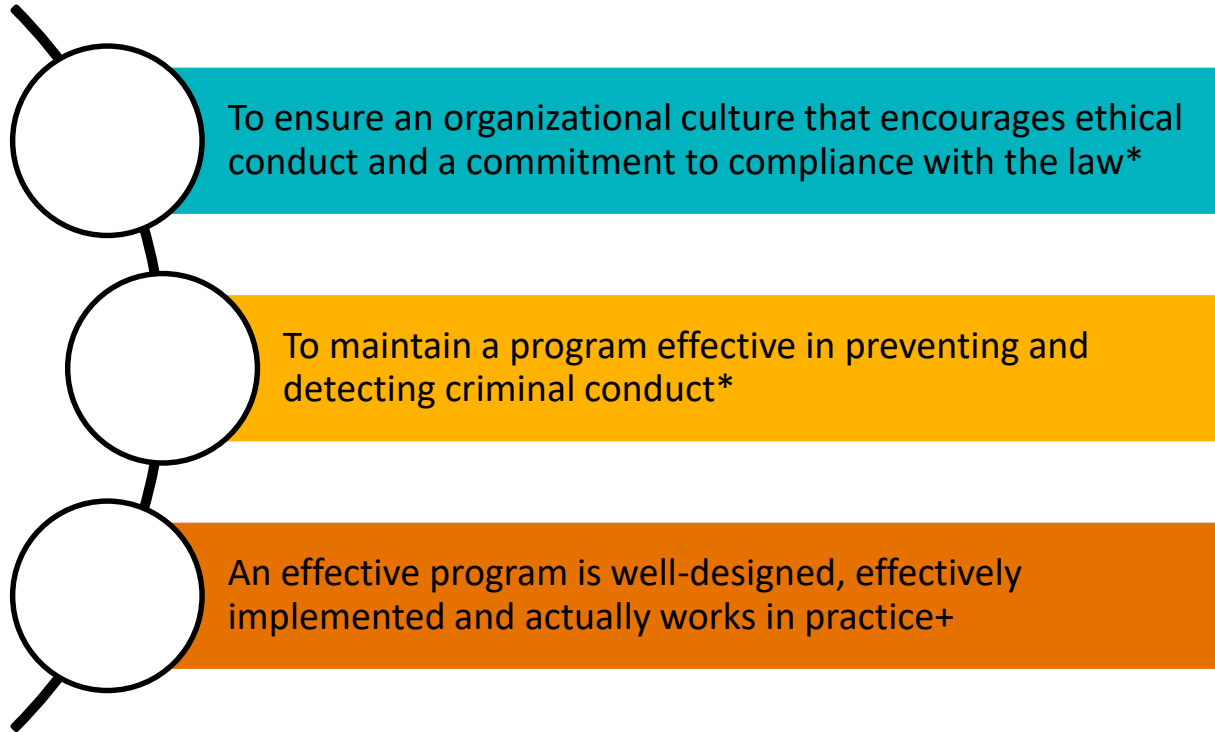 To ensure an organizational culture that encourages ethical
conduct and a commitment to compliance with the law*
To maintain a program effective in preventing and
detecting criminal conduct*
An effective program is well-designed, effectively
implemented and actually works in practice+